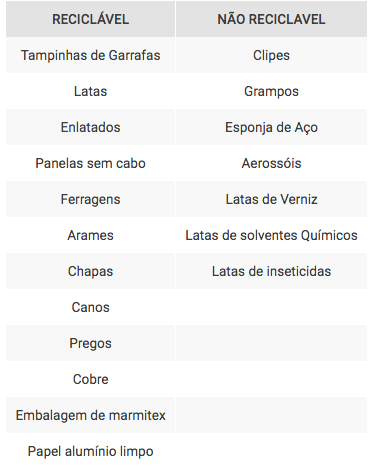 RECICLÁVEL NÃO RECICLAVEL
Tampinhas de Garrafas Clipes
Latas Grampos
Enlatados Esponja de Aço
Panelas sem cabo Aerossóis
Ferragens Latas de Verniz
Arames Latas de solventes Químicos
Chapas Latas de inseticidas
Canos
Pregos
Cobre
Embalagem de marmitex
Papel alumínio limpo